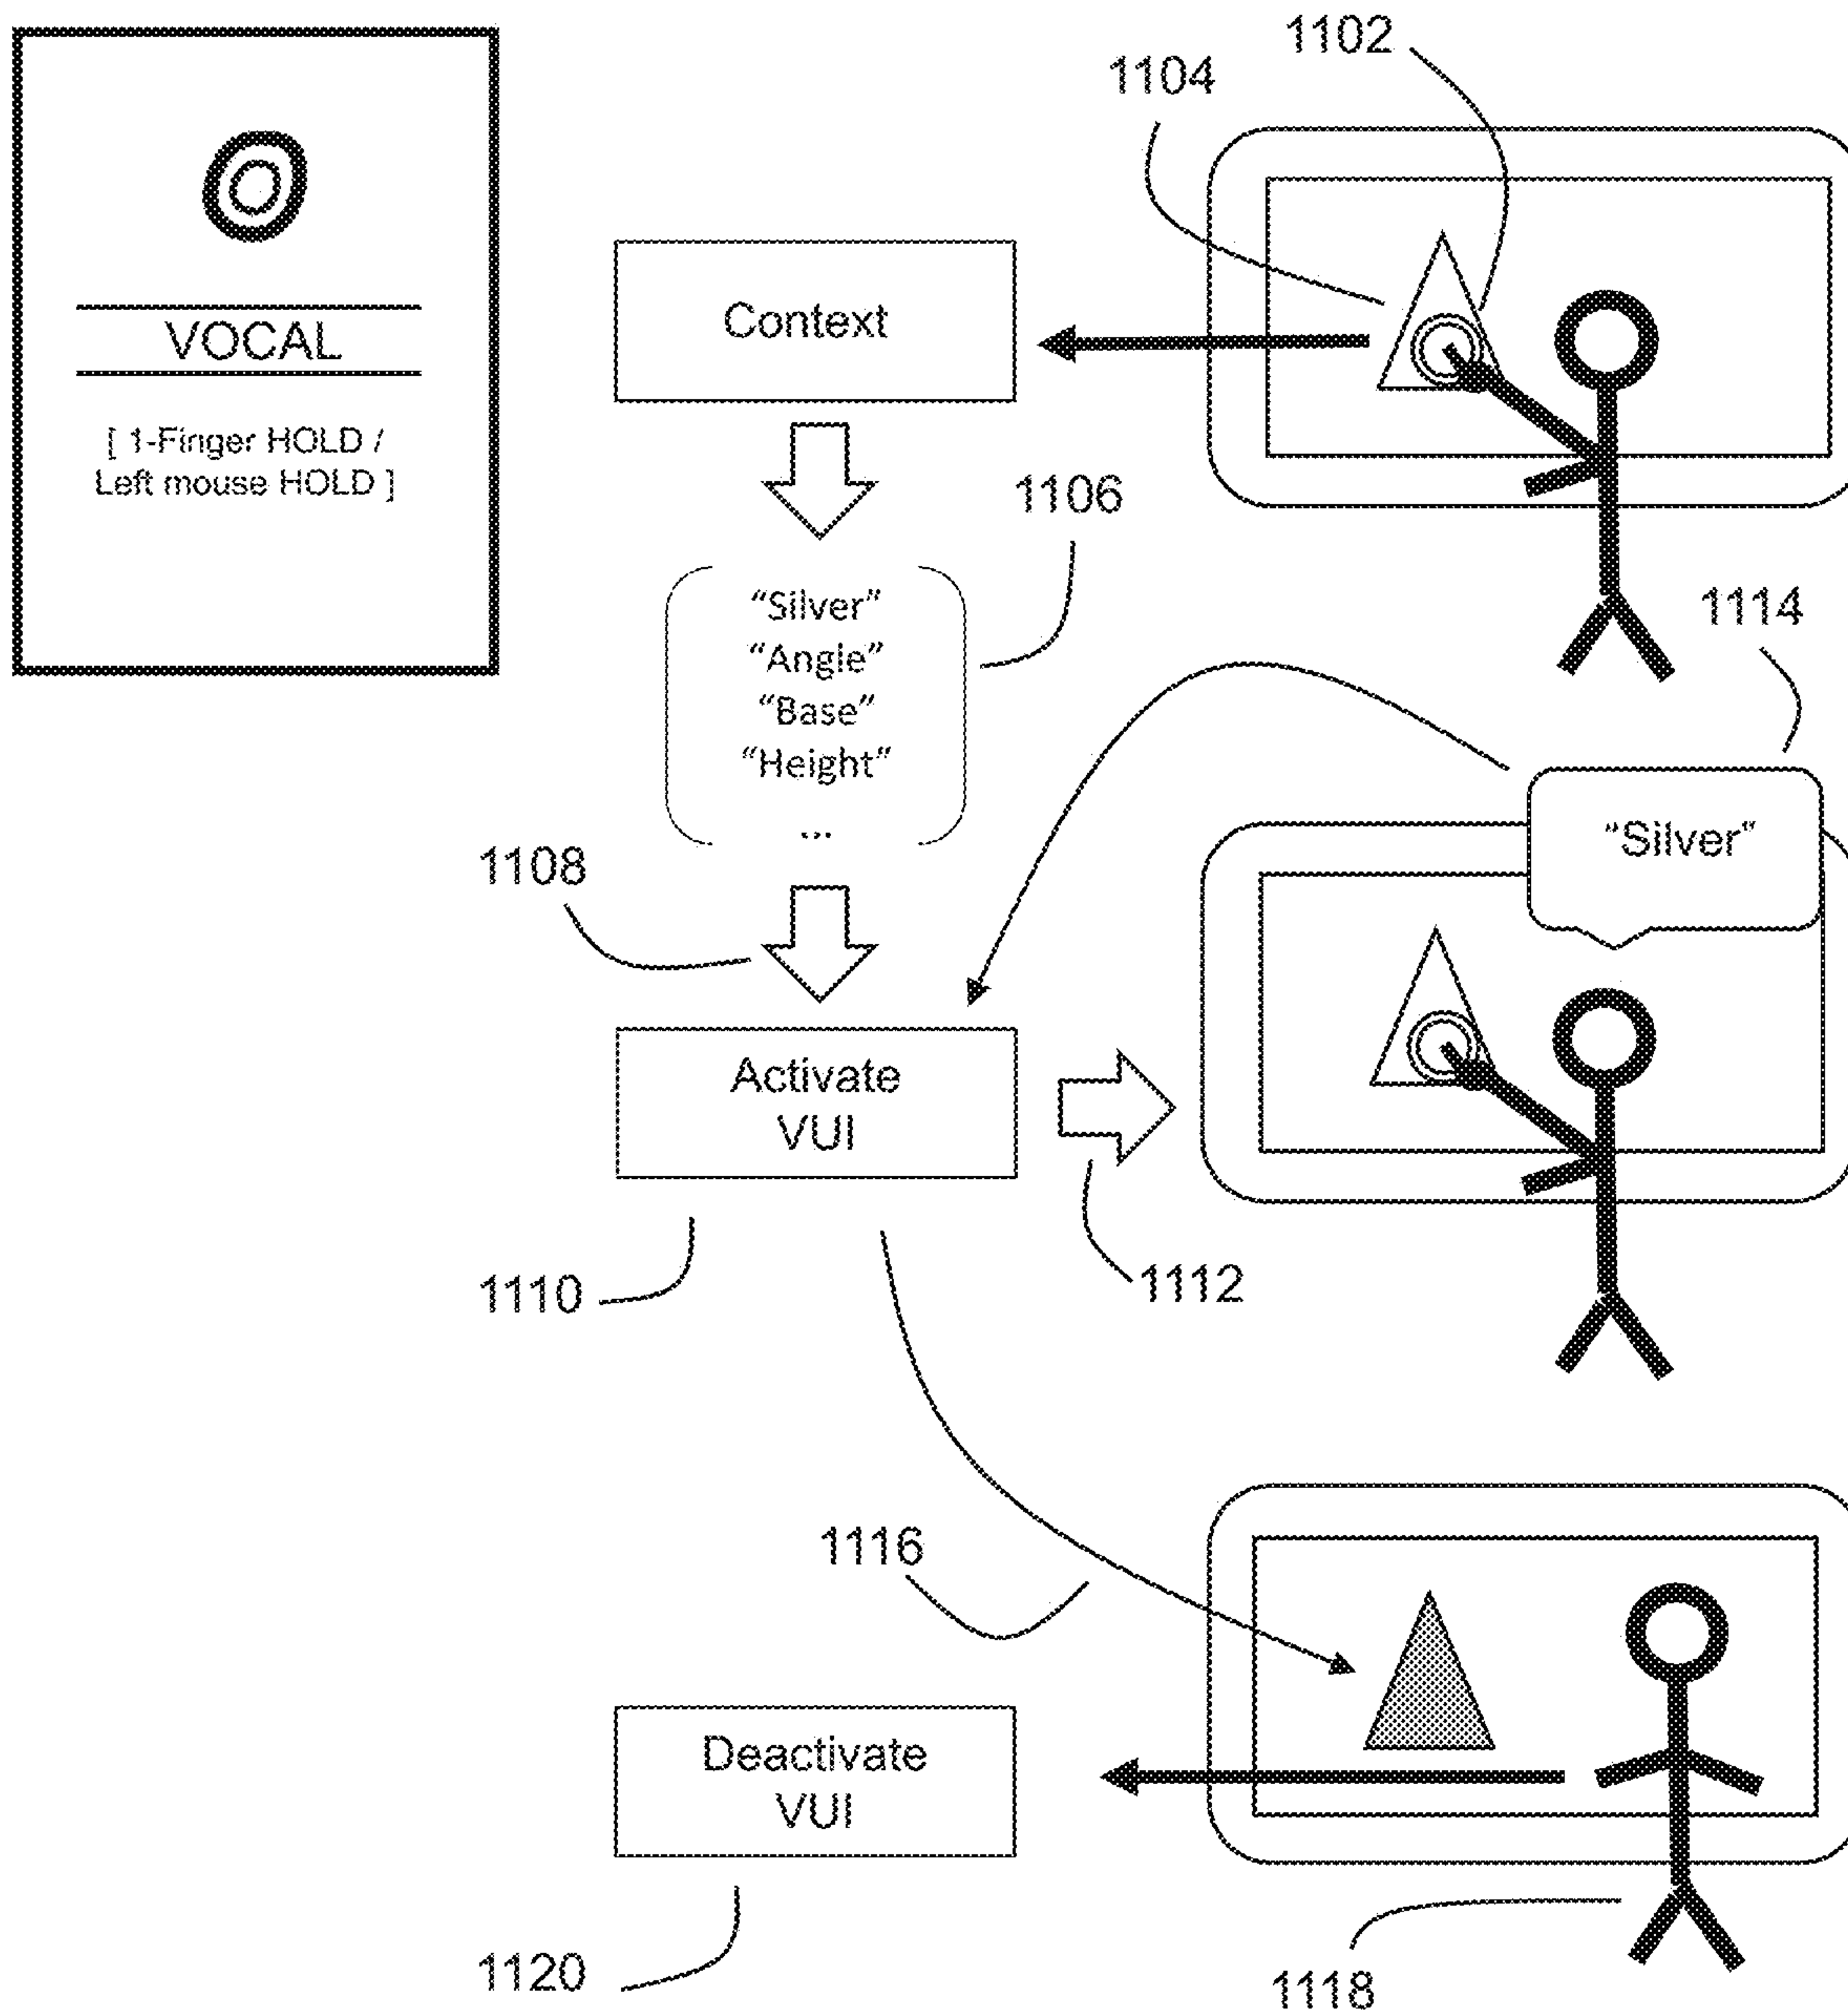 1102
1104
VOCAL
[ 1-Finger HOLD /
Left mouse HOLD ]
Context
1106
“Silver”
“Angle”
“Base”
“Height”
...
1114
“Silver”
1108
Activate
VUI
1110
1112
1116
Deactivate
VUI
1120
1118